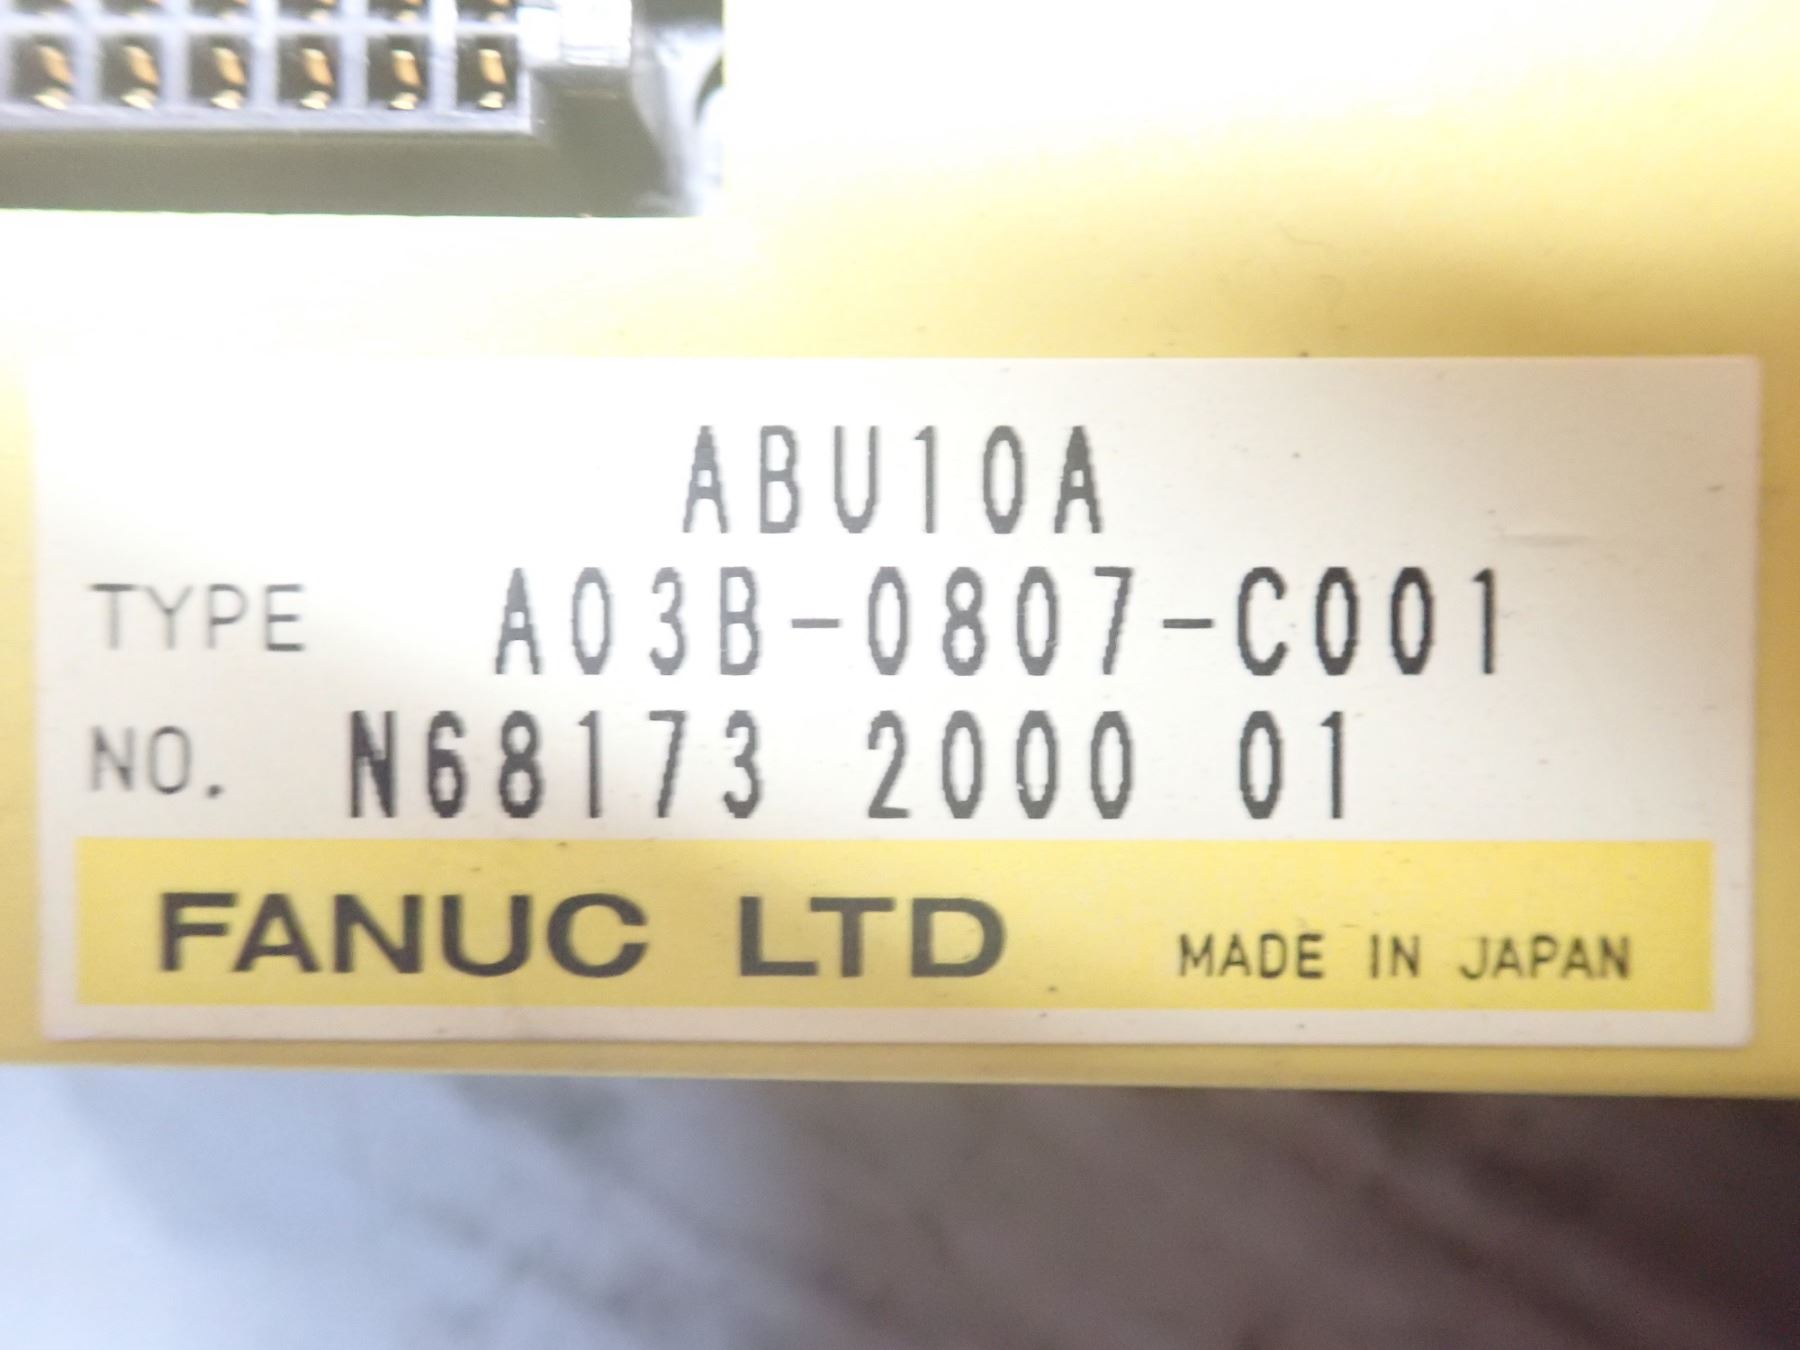 ABU10A
TYPE A03B-0807-C001
NO. N68173 2000 01
FANUC LTD MADE IN JAPAN